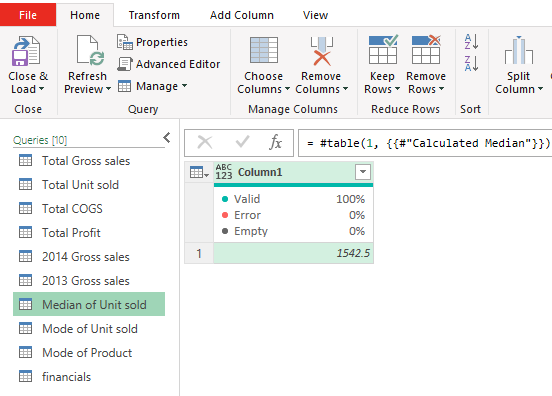 File Home Transform Add Column View
Close & Load Refresh Preview Properties Advanced Editor Manage Choose Columns Remove Columns Keep Rows Remove Rows A Z Z A Split Column
Close Query Manage Columns Reduce Rows Sort
Queries [10]
= #table(1, {{#"Calculated Median"}})
Total Gross sales
Total Unit sold
Total COGS
Total Profit
2014 Gross sales
2013 Gross sales
Median of Unit sold
Mode of Unit sold
Mode of Product
financials
ABC 123 Column1
Valid 100%
Error 0%
Empty 0%
1 1542.5